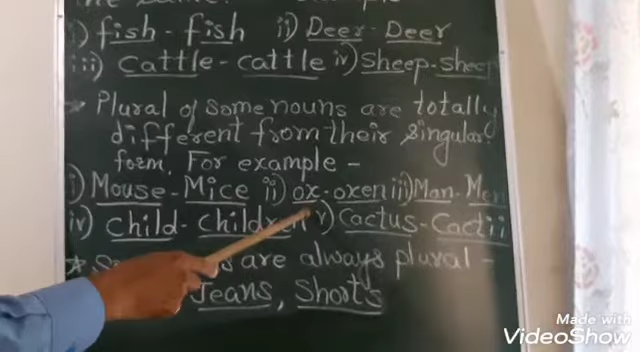 the same.
i) fish - fish ii) Deer - Deer
iii) cattle - cattle iv) Sheep - Sheep
* Plural of some nouns are totally
different from their singular
form. For example -
i) Mouse - Mice ii) ox - oxen iii) Man - Men
iv) child - children v) Cactus - Cactii
* are always plural -
Jeans, Shorts
Made with
VideoShow